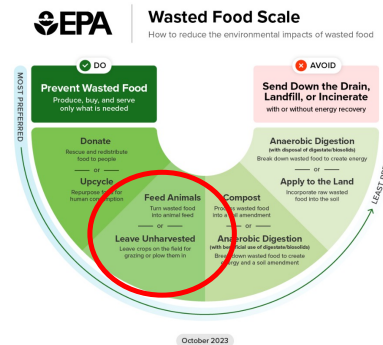 EPA
Wasted Food Scale
How to reduce the environmental impacts of wasted food
DO
AVOID
MOST PREFERRED
Prevent Wasted Food
Produce, buy, and serve
only what is needed
Send Down the Drain,
Landfill, or Incinerate
with or without energy recovery
Donate
Rescue and redistribute
food to people
or
Upcycle
Repurpose for
human consumption
Feed Animals
Turn wasted food
into animal feed
or
Leave Unharvested
Leave crops on the field for
grazing or plow them in
Compost
Process wasted food
into a soil amendment
or
Anaerobic Digestion
(with beneficial use of digestate/biosolids)
Break down wasted food to create
energy and a soil amendment
Anaerobic Digestion
(with disposal of digestate/biosolids)
Break down wasted food to create energy
or
Apply to the Land
Incorporate raw wasted
food into the soil
LEAST
October 2023